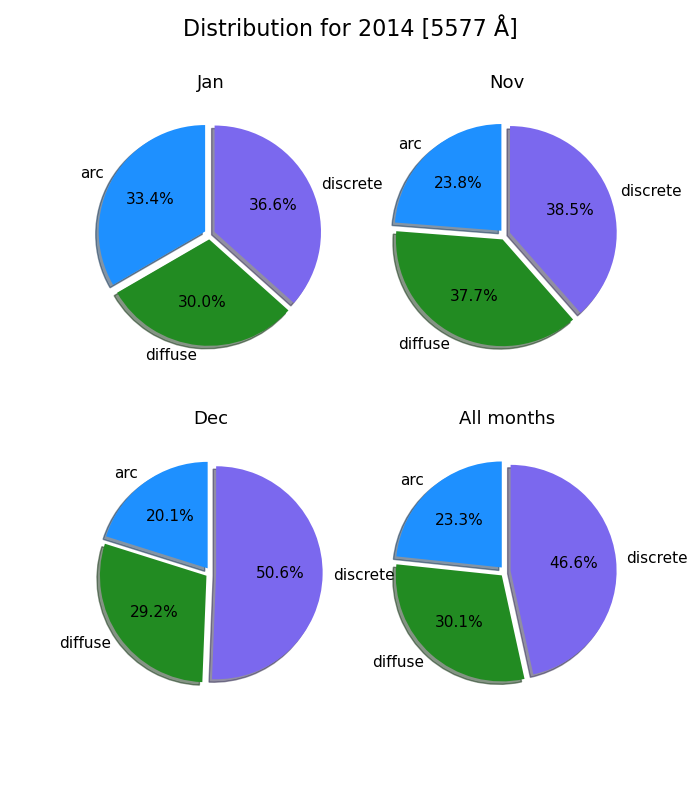 Distribution for 2014 [5577 Å]
Jan
arc
33.4%
36.6%
discrete
30.0%
diffuse
Nov
arc
23.8%
38.5%
discrete
37.7%
diffuse
Dec
arc
20.1%
50.6%
discrete
29.2%
diffuse
All months
arc
23.3%
46.6%
discrete
30.1%
diffuse